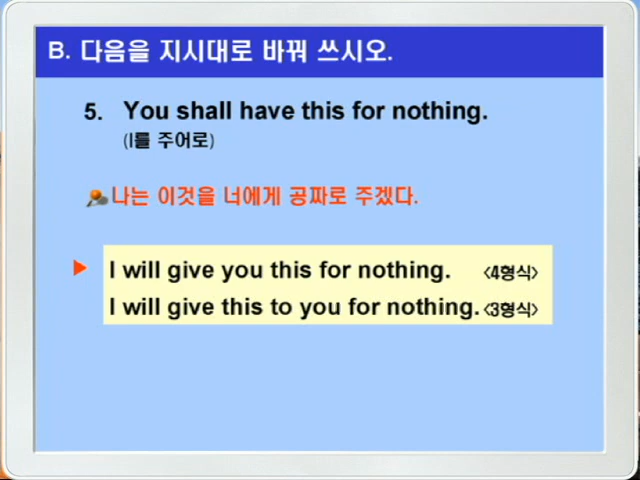 B. 다음을 지시대로 바꿔 쓰시오.
5. You shall have this for nothing.
(I를 주어로)
나는 이것을 너에게 공짜로 주겠다.
I will give you this for nothing. <4형식>
I will give this to you for nothing. <3형식>